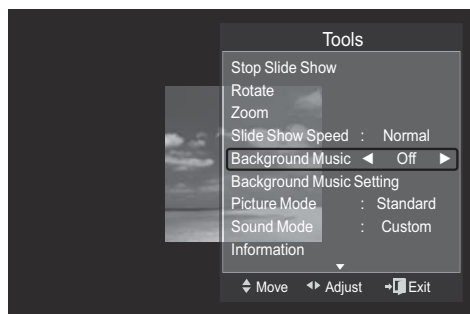 Tools
Stop Slide Show
Rotate
Zoom
Slide Show Speed : Normal
Background Music ◀ Off ▶
Background Music Setting
Picture Mode : Standard
Sound Mode : Custom
Information
Move Adjust Exit